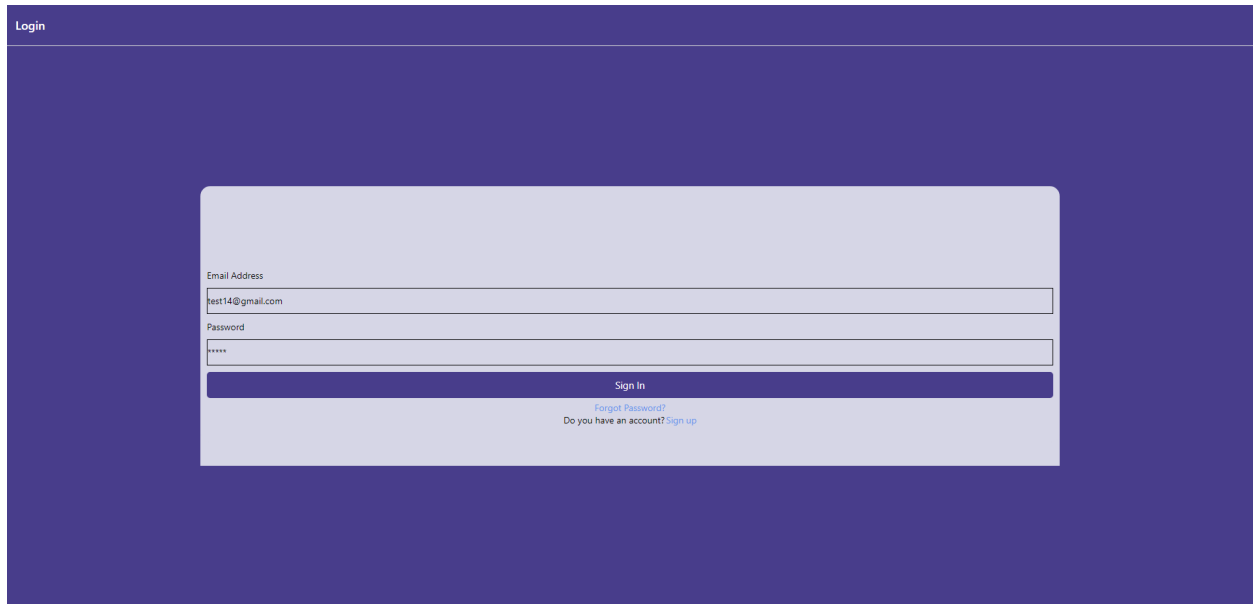 Login
Email Address
test14@gmail.com
Password
*****
Sign In
Forgot Password?
Do you have an account? Sign up